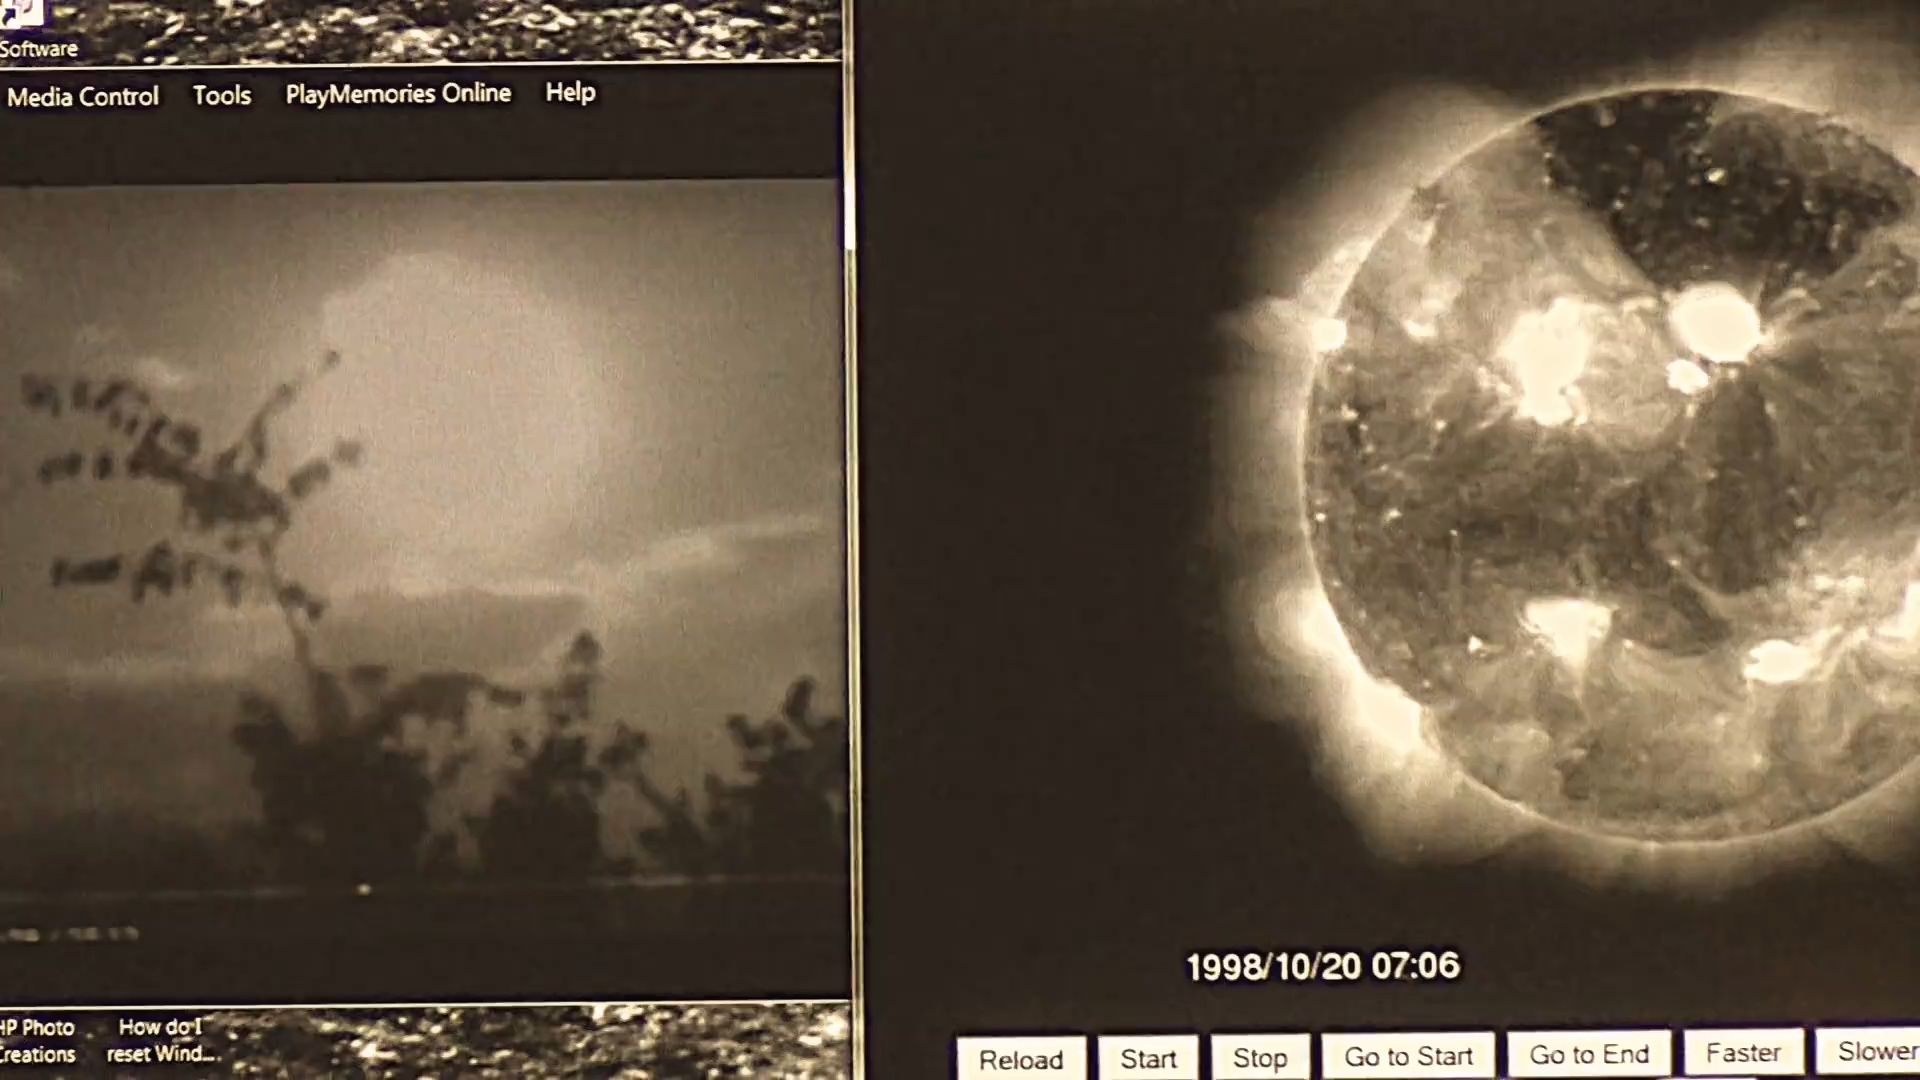 Software
Media Control Tools PlayMemories Online Help
HP Photo
Creations
How do I
reset Wind...
1998/10/20 07:06
Reload Start Stop Go to Start Go to End Faster Slower